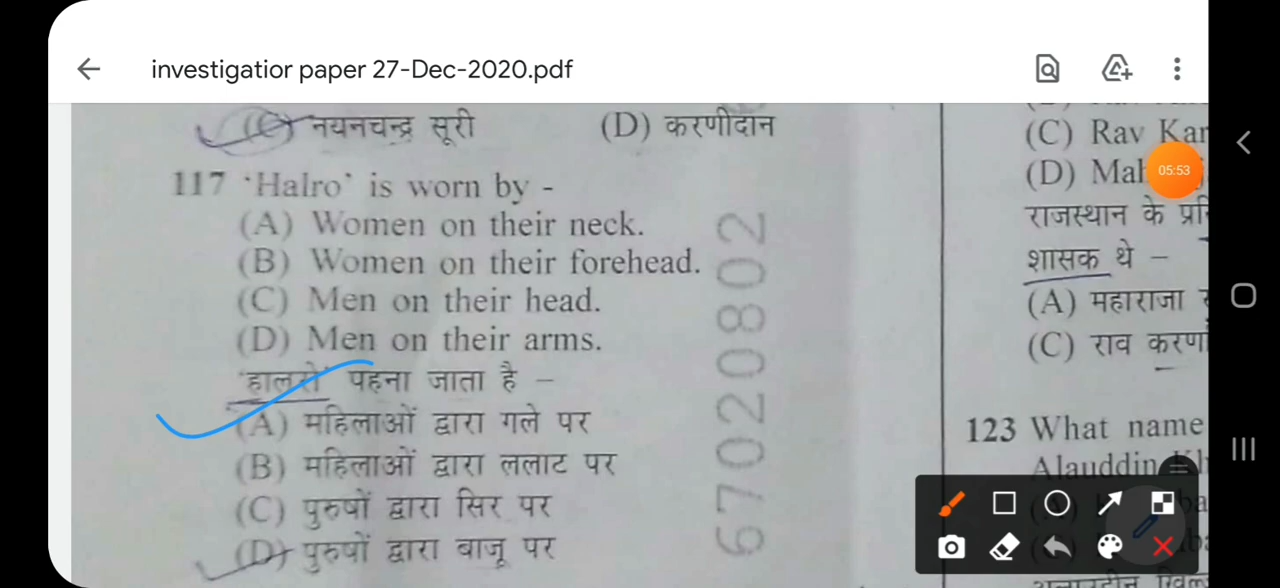 investigatior paper 27-Dec-2020.pdf
(C) नयनचन्द्र सूरी (D) करणीदान
117 'Halro' is worn by -
(A) Women on their neck.
(B) Women on their forehead.
(C) Men on their head.
(D) Men on their arms.
'हालरो' पहना जाता है –
(A) महिलाओं द्वारा गले पर
(B) महिलाओं द्वारा ललाट पर
(C) पुरुषों द्वारा सिर पर
(D) पुरुषों द्वारा बाजू पर
67020802
(C) Rav Kar
(D) Mah
05:53
राजस्थान के
शासक थे –
(A) महाराजा
(C) राव करणी
123 What name
Alauddin